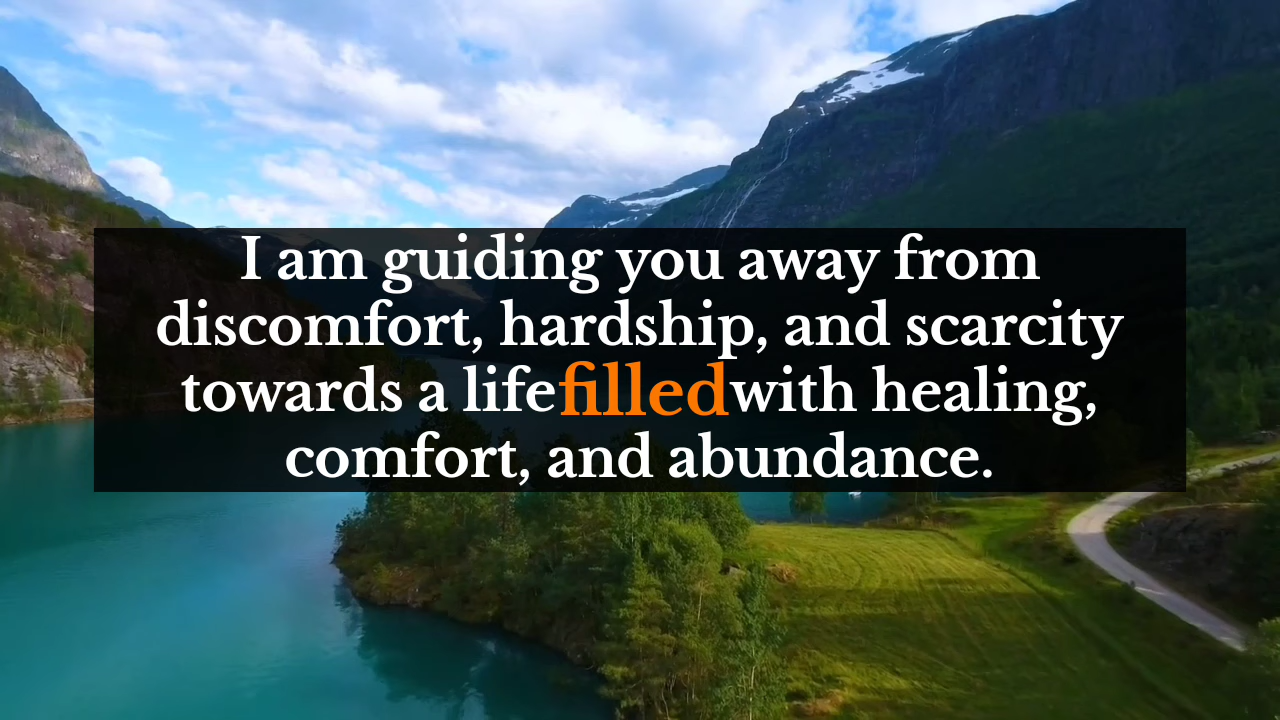 I am guiding you away from
discomfort, hardship, and scarcity
towards a life filled with healing,
comfort, and abundance.